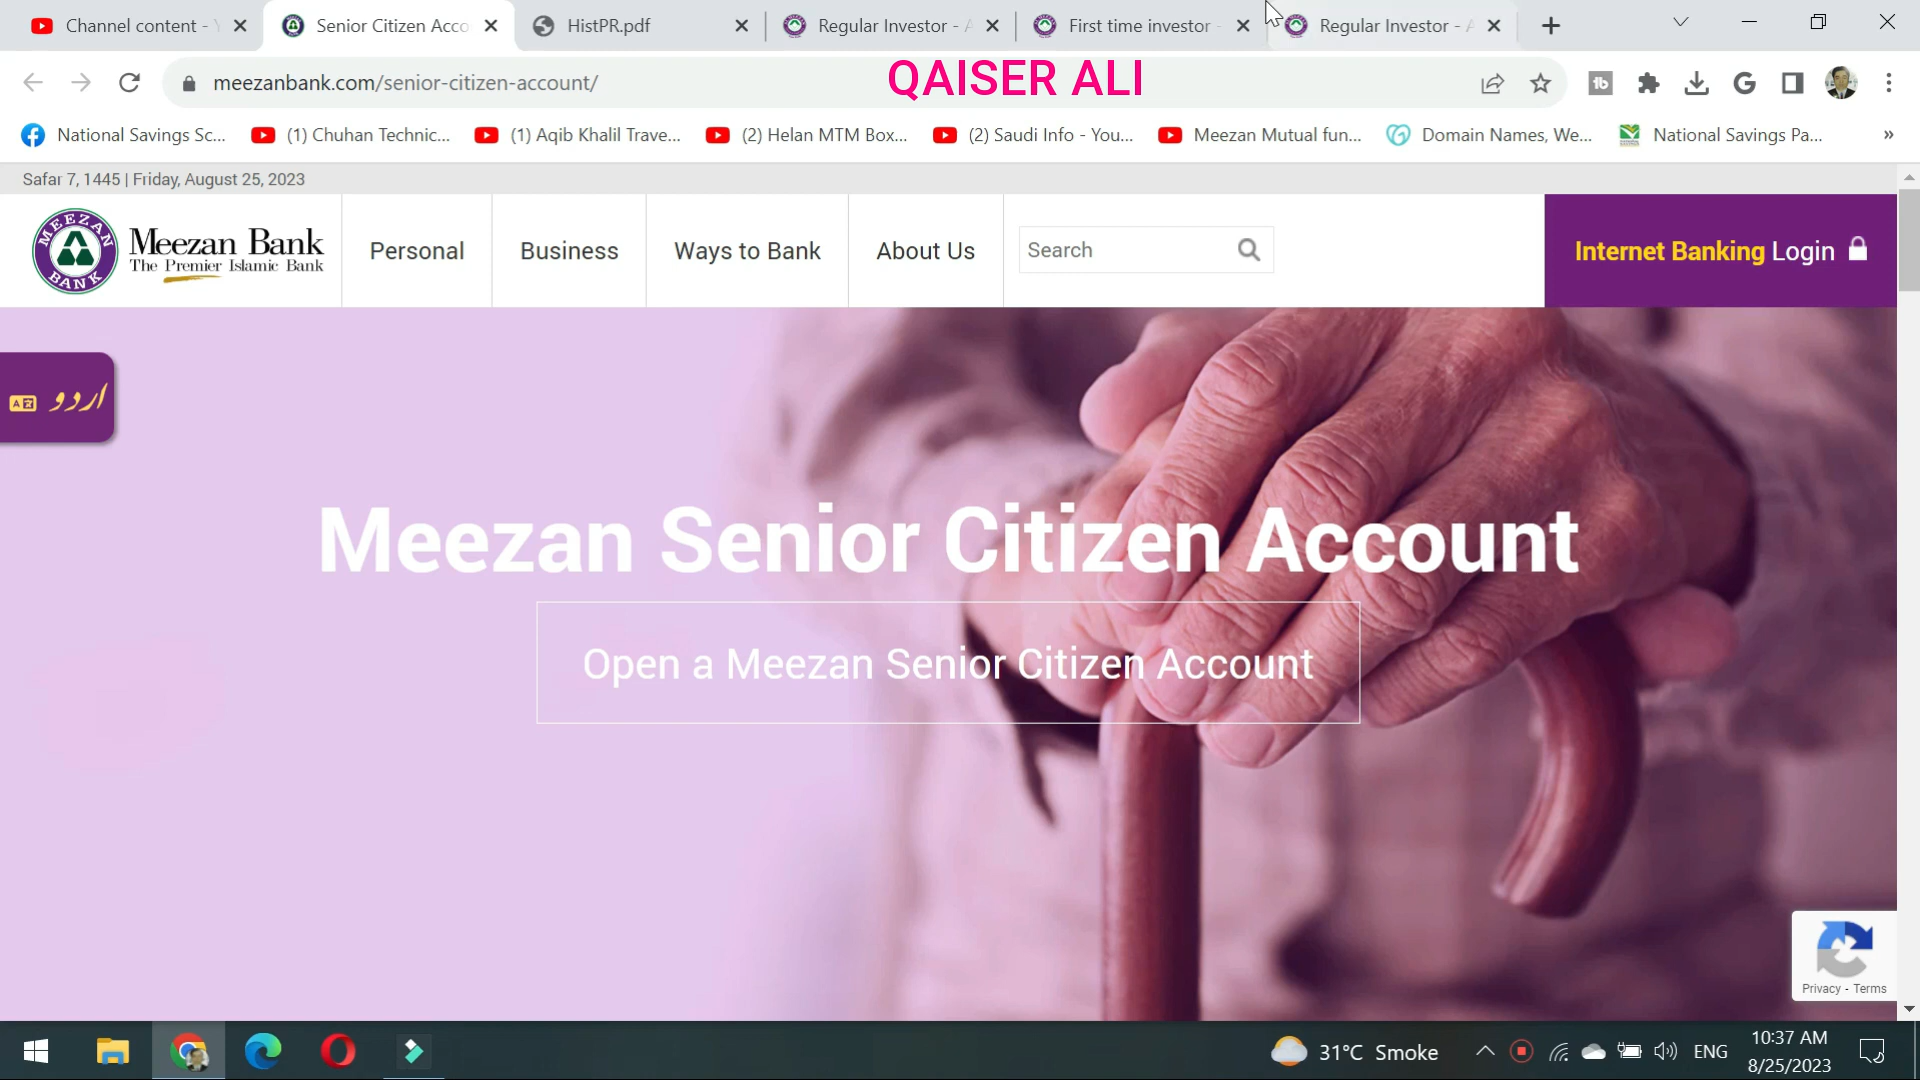 Channel content - Y
Senior Citizen Acco
HistPR.pdf
Regular Investor - A
First time investor -
Regular Investor - A
meezanbank.com/senior-citizen-account/
QAISER ALI
National Savings Sc...
(1) Chuhan Technic...
(1) Aqib Khalil Trave...
(2) Helan MTM Box...
(2) Saudi Info - You...
Meezan Mutual fun...
Domain Names, We...
National Savings Pa...
»
Safar 7, 1445 | Friday, August 25, 2023
MEEZAN BANK
Meezan Bank
The Premier Islamic Bank
Personal
Business
Ways to Bank
About Us
Search
Internet Banking Login
اردو
Meezan Senior Citizen Account
Open a Meezan Senior Citizen Account
Privacy - Terms
31°C Smoke
ENG
10:37 AM
8/25/2023